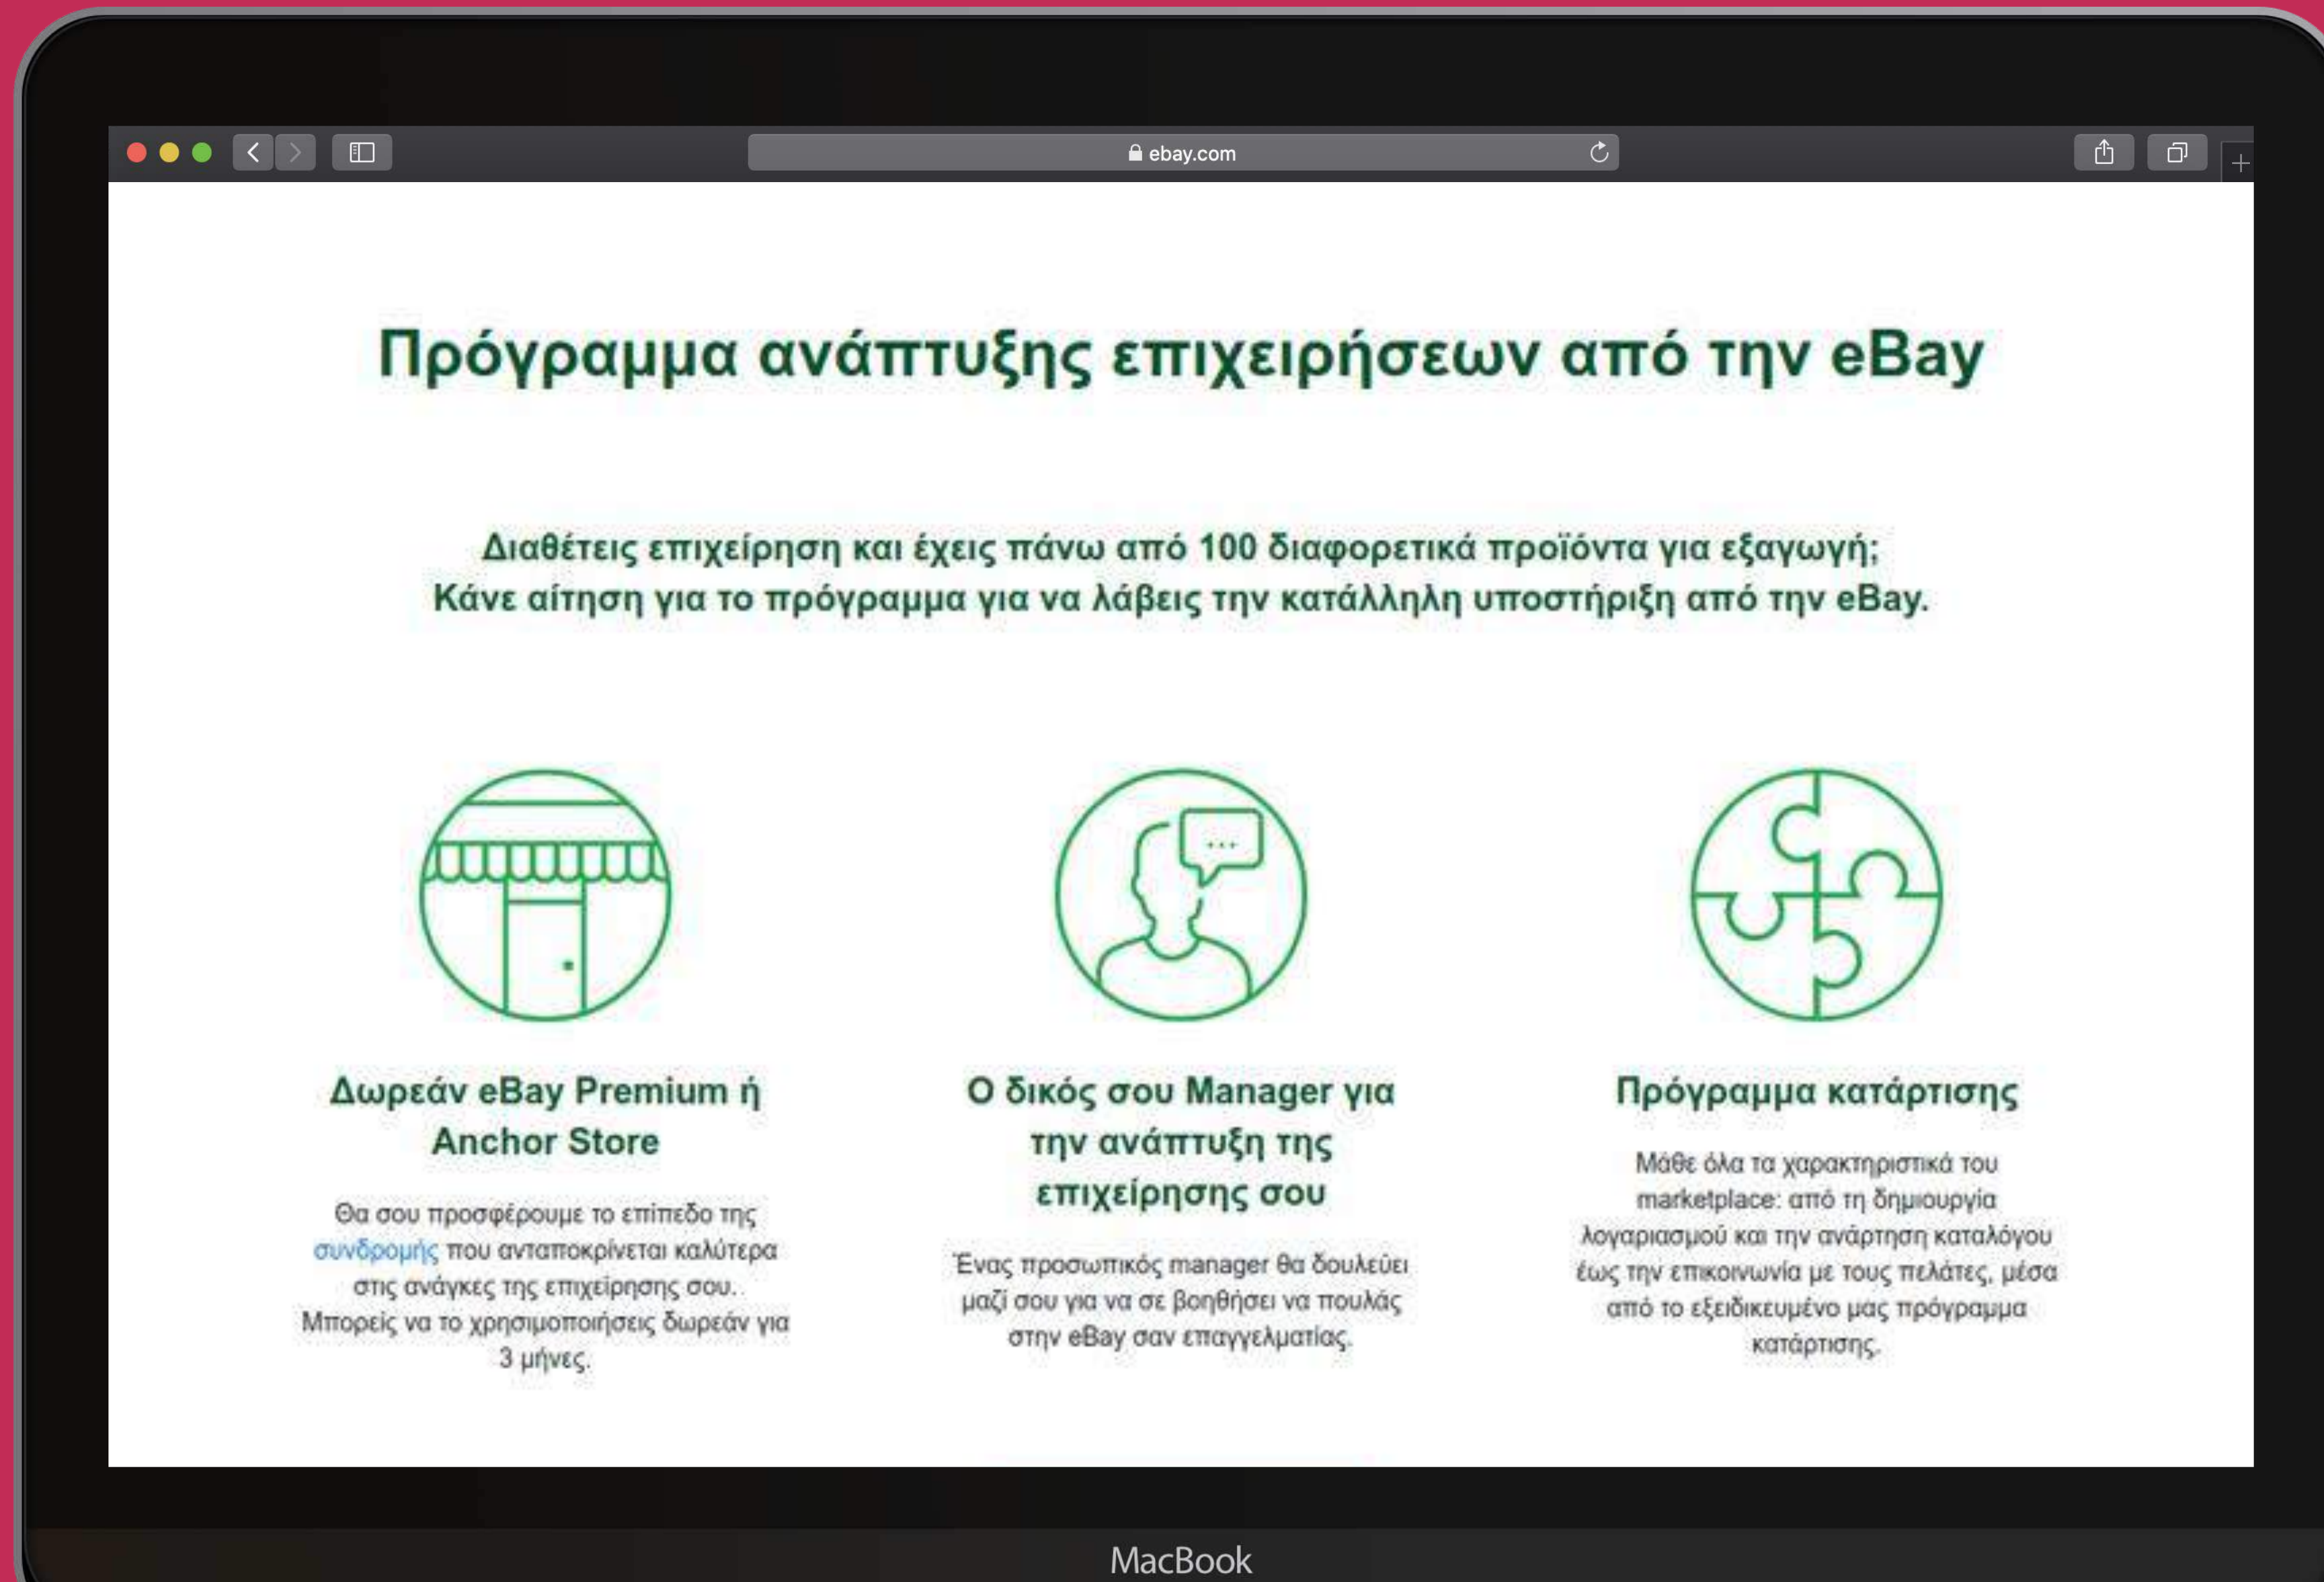 ebay.com
Πρόγραμμα ανάπτυξης επιχειρήσεων από την eBay
Διαθέτεις επιχείρηση και έχεις πάνω από 100 διαφορετικά προϊόντα για εξαγωγή;
Κάνε αίτηση για το πρόγραμμα για να λάβεις την κατάλληλη υποστήριξη από την eBay.
Δωρεάν eBay Premium ή
Anchor Store
Θα σου προσφέρουμε το επίπεδο της
συνδρομής που ανταποκρίνεται καλύτερα
στις ανάγκες της επιχείρησης σου.
Μπορείς να το χρησιμοποιήσεις δωρεάν για
3 μήνες.
Ο δικός σου Manager για
την ανάπτυξη της
επιχείρησης σου
Ένας προσωπικός manager θα δουλεύει
μαζί σου για να σε βοηθήσει να πουλάς
στην eBay σαν επαγγελματίας.
Πρόγραμμα κατάρτισης
Μάθε όλα τα χαρακτηριστικά του
marketplace: από τη δημιουργία
λογαριασμού και την ανάρτηση καταλόγου
έως την επικοινωνία με τους πελάτες, μέσα
από το εξειδικευμένο μας πρόγραμμα
κατάρτισης.
MacBook